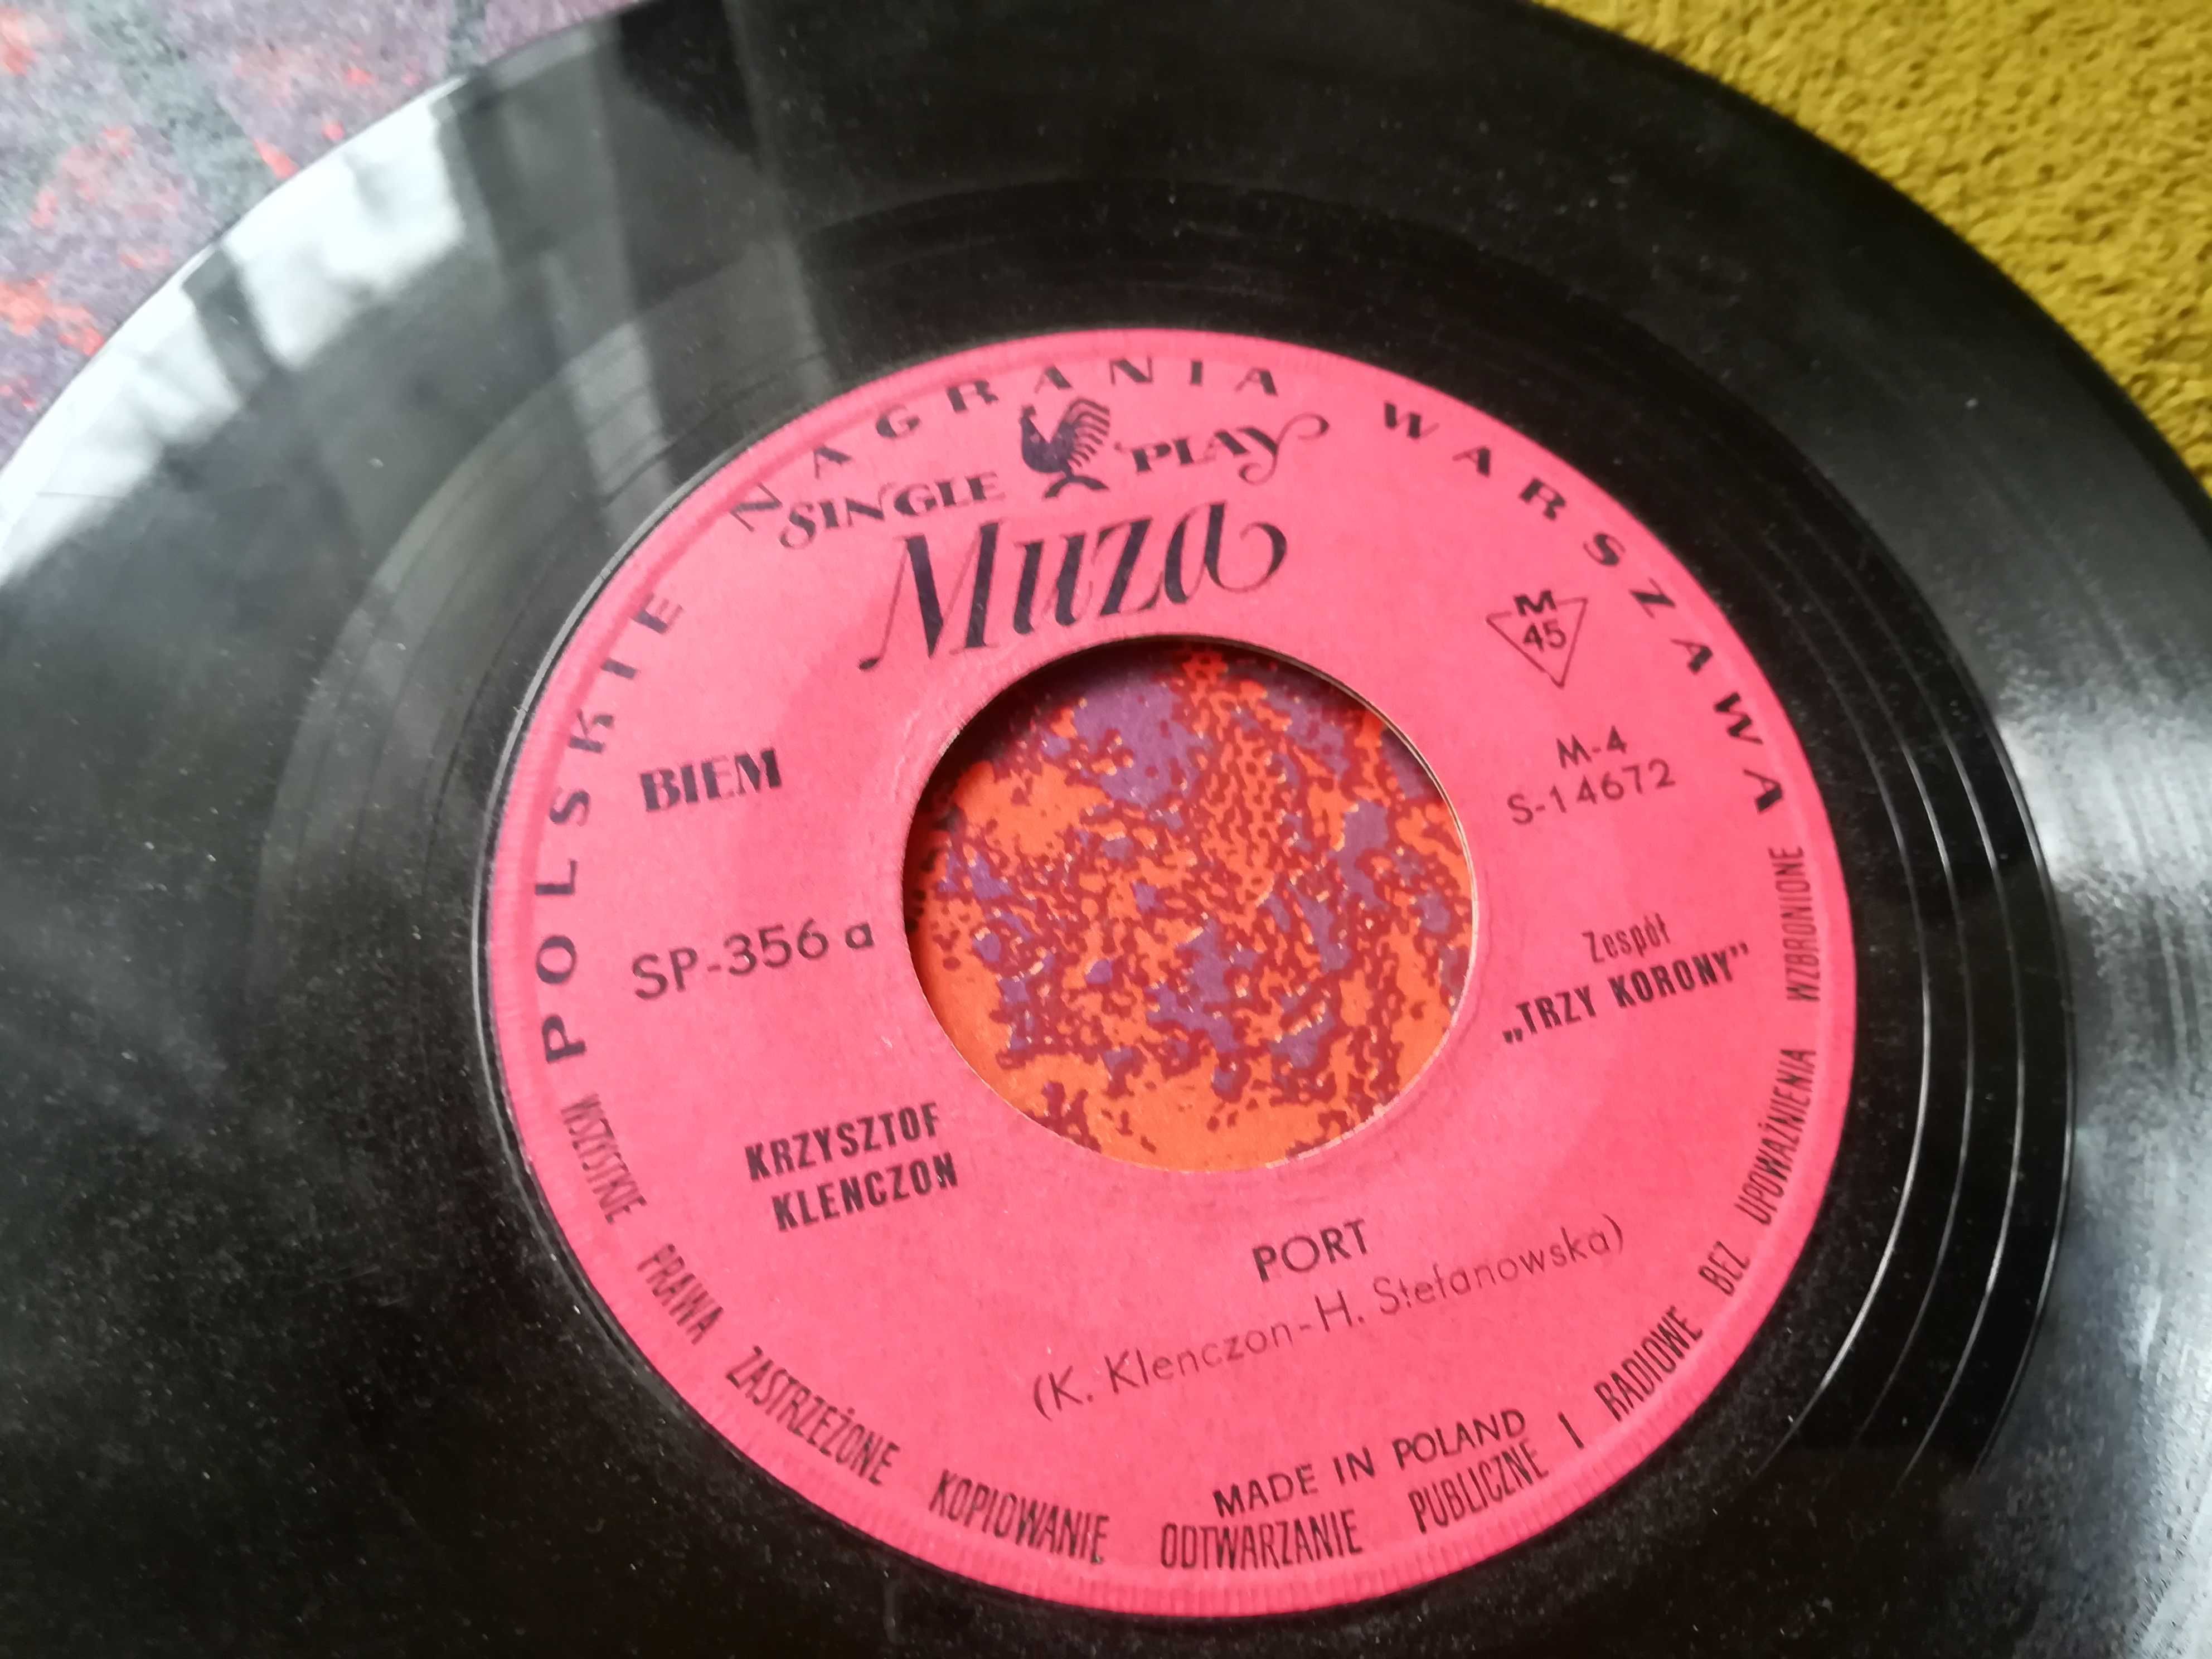 POLSKIE NAGRANIA WARSZAWA
SINGLE PLAY
Muza
M
45
BIEM
M-4
S-14672
SP-356 a
Zespół
„TRZY KORONY”
KRZYSZTOF
KLENCZON
PORT
(K. Klenczon-H. Stefanowska)
MADE IN POLAND
WSZYSTKIE PRAWA ZASTRZEŻONE KOPIOWANIE ODTWARZANIE PUBLICZNE I RADIOWE BEZ UPOWAŻNIENIA WZBRONIONE